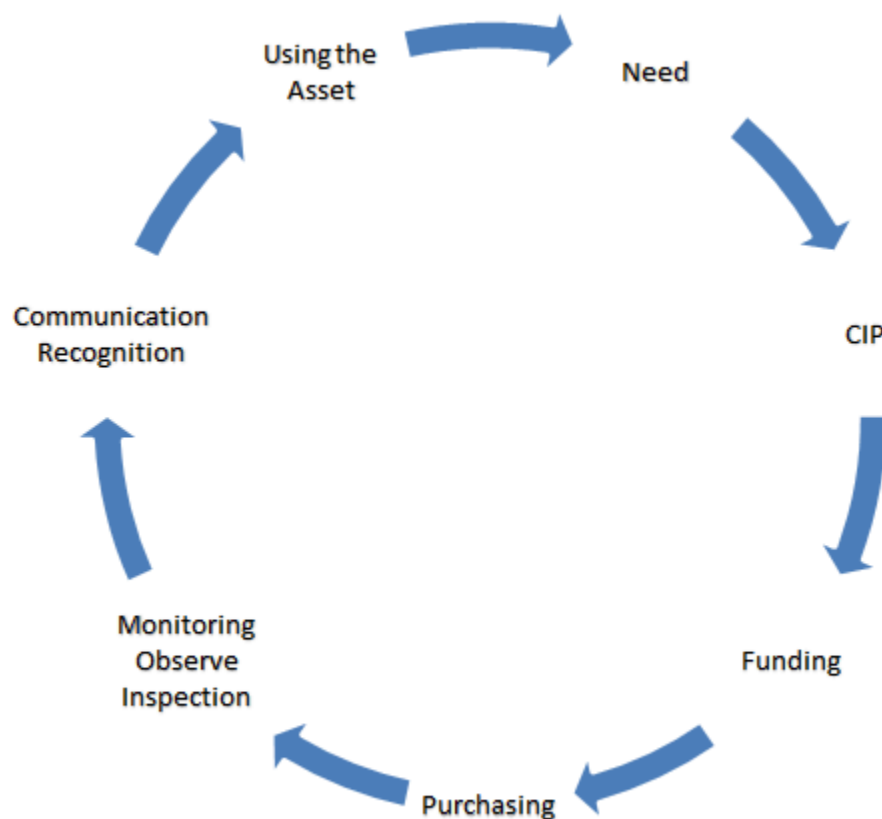 Using the
Asset
Need
CIP
Funding
Purchasing
Monitoring
Observe
Inspection
Communication
Recognition